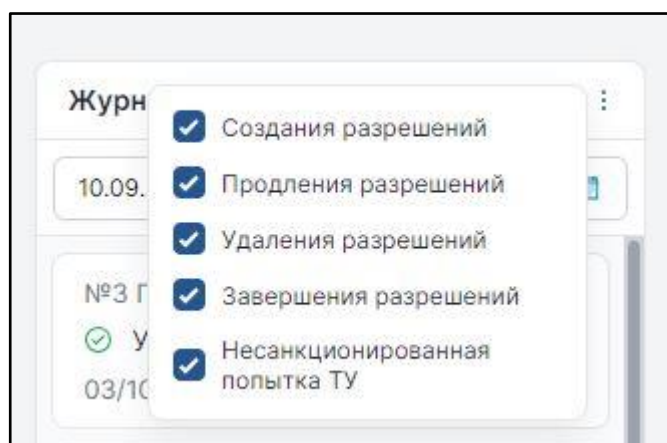 Журн
Создания разрешений
10.09.
Продления разрешений
Удаления разрешений
№3
Завершения разрешений
У
Несанкционированная
попытка ТУ
03/10